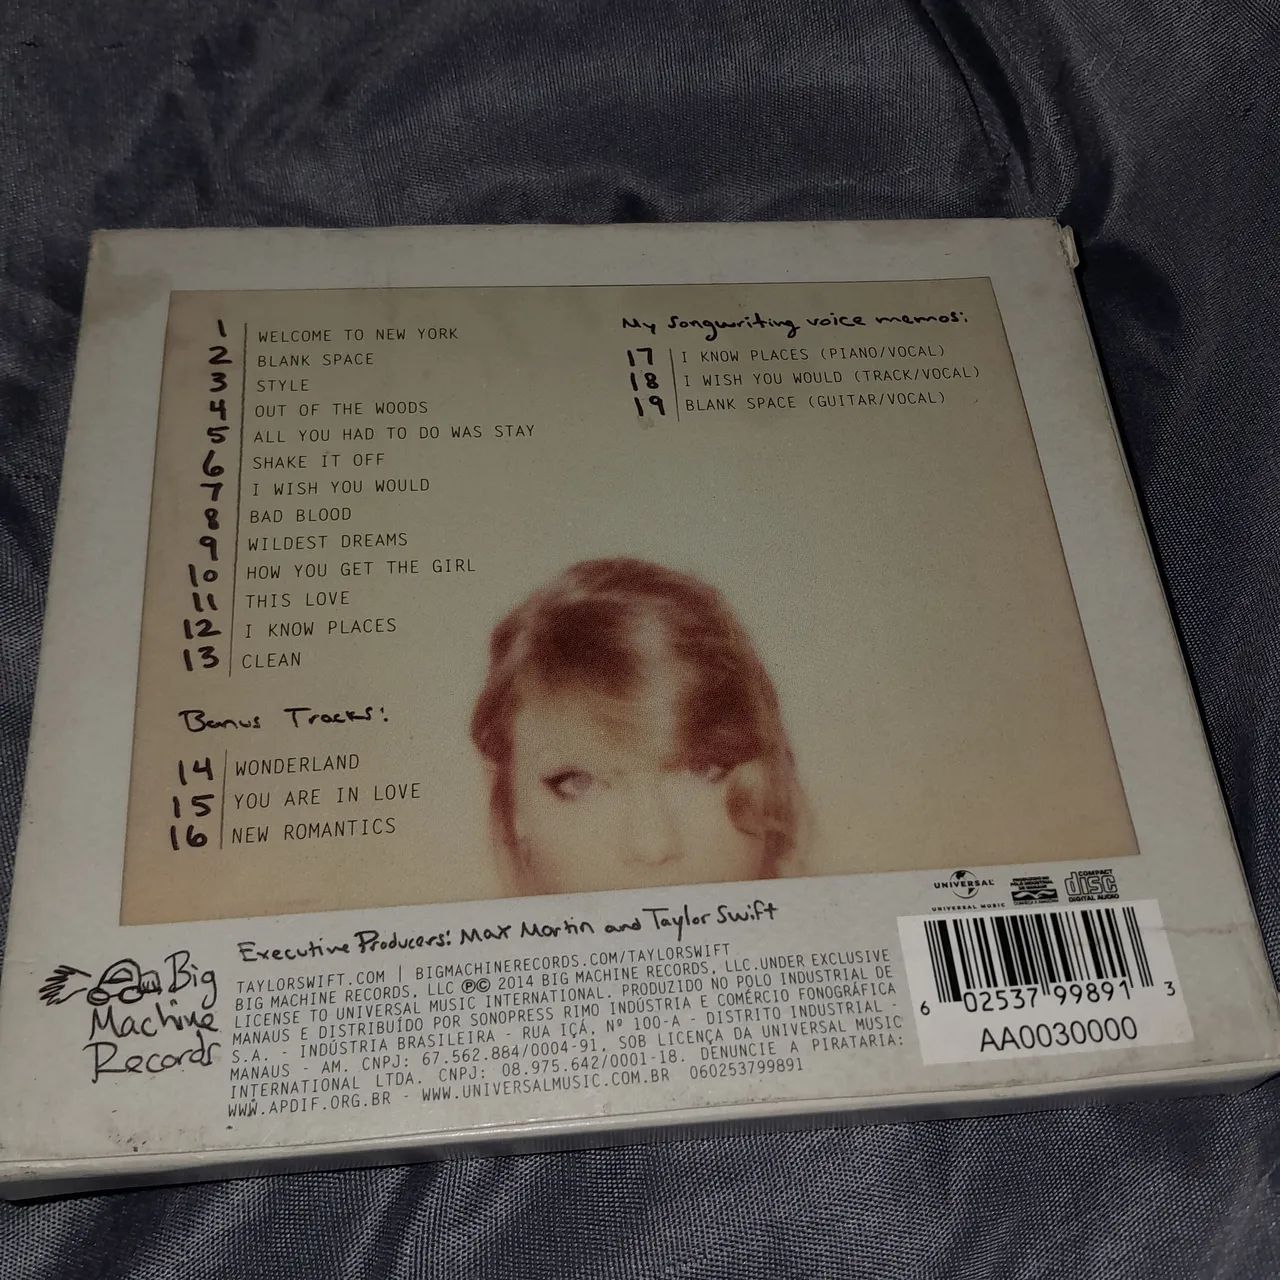 1 WELCOME TO NEW YORK
2 BLANK SPACE
3 STYLE
4 OUT OF THE WOODS
5 ALL YOU HAD TO DO WAS STAY
6 SHAKE IT OFF
7 I WISH YOU WOULD
8 BAD BLOOD
9 WILDEST DREAMS
10 HOW YOU GET THE GIRL
11 THIS LOVE
12 I KNOW PLACES
13 CLEAN
Bonus Tracks:
14 WONDERLAND
15 YOU ARE IN LOVE
16 NEW ROMANTICS
My songwriting voice memos:
17 I KNOW PLACES (PIANO/VOCAL)
18 I WISH YOU WOULD (TRACK/VOCAL)
19 BLANK SPACE (GUITAR/VOCAL)
Big
Machine
Records
Executive Producers: Max Martin and Taylor Swift
TAYLORSWIFT.COM | BIGMACHINERECORDS.COM/TAYLORSWIFT
BIG MACHINE RECORDS, LLC ℗© 2014 BIG MACHINE RECORDS, LLC.UNDER EXCLUSIVE
LICENSE TO UNIVERSAL MUSIC INTERNATIONAL. PRODUZIDO NO POLO INDUSTRIAL DE
MANAUS E DISTRIBUÍDO POR SONOPRESS RIMO INDÚSTRIA E COMÉRCIO FONOGRÁFICA
S.A. - INDÚSTRIA BRASILEIRA - RUA IÇÁ, Nº 100-A - DISTRITO INDUSTRIAL -
MANAUS - AM. CNPJ: 67.562.884/0004-91, SOB LICENÇA DA UNIVERSAL MUSIC
INTERNATIONAL LTDA. CNPJ: 08.975.642/0001-18. DENUNCIE A PIRATARIA:
WWW.APDIF.ORG.BR - WWW.UNIVERSALMUSIC.COM.BR 060253799891
UNIVERSAL
UNIVERSAL MUSIC
COMPACT
disc
DIGITAL AUDIO
6 02537 99891 3
AA0030000